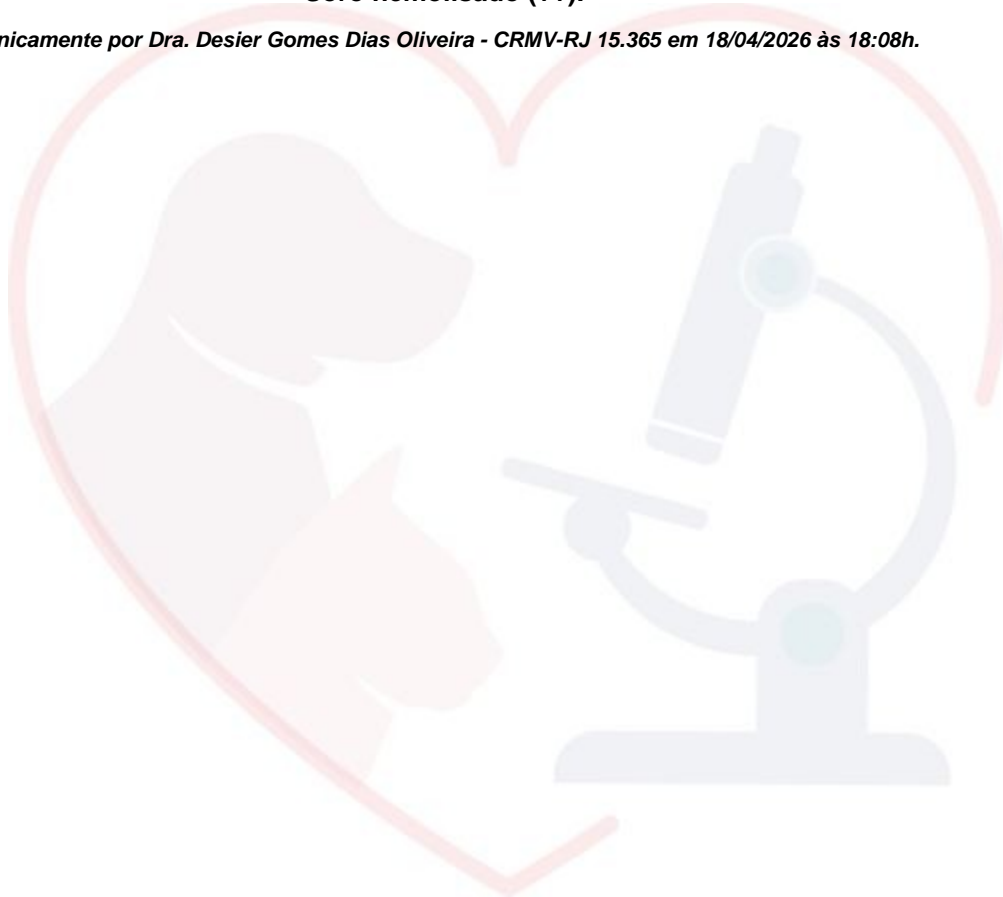 nicamente por Dra. Desier Gomes Dias Oliveira - CRMV-RJ 15.365 em 18/04/2026 às 18:08h.